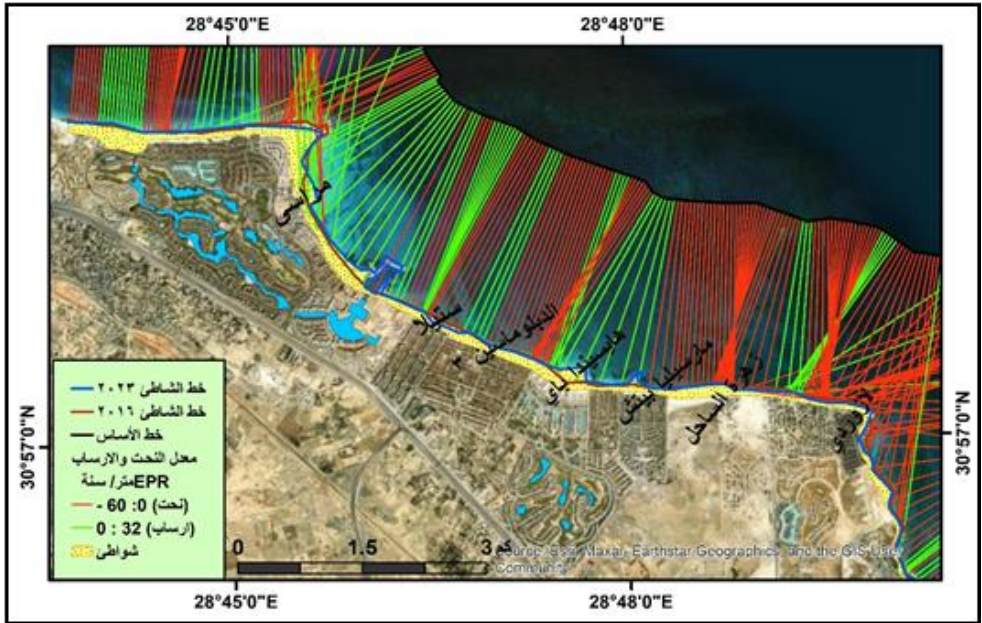 28°45'0"E
28°48'0"E
مراسي
ستيلا
الدبلوماسيين ٣
هايسندا باي
مارسيليا بيتش
زهرة الساحل
30°57'0"N
30°57'0"N
خط الشاطئ ٢٠٢٣
خط الشاطئ ٢٠١٦
خط الأساس
معدل النحت والارساب
EPRمتر/ سنة
(نحت) 0: 60 -
(ارساب) 32 : 0
شواطئ
0
1.5
3
Source: Esri, Maxar, Earthstar Geographics, and the GIS User
Community
28°45'0"E
28°48'0"E